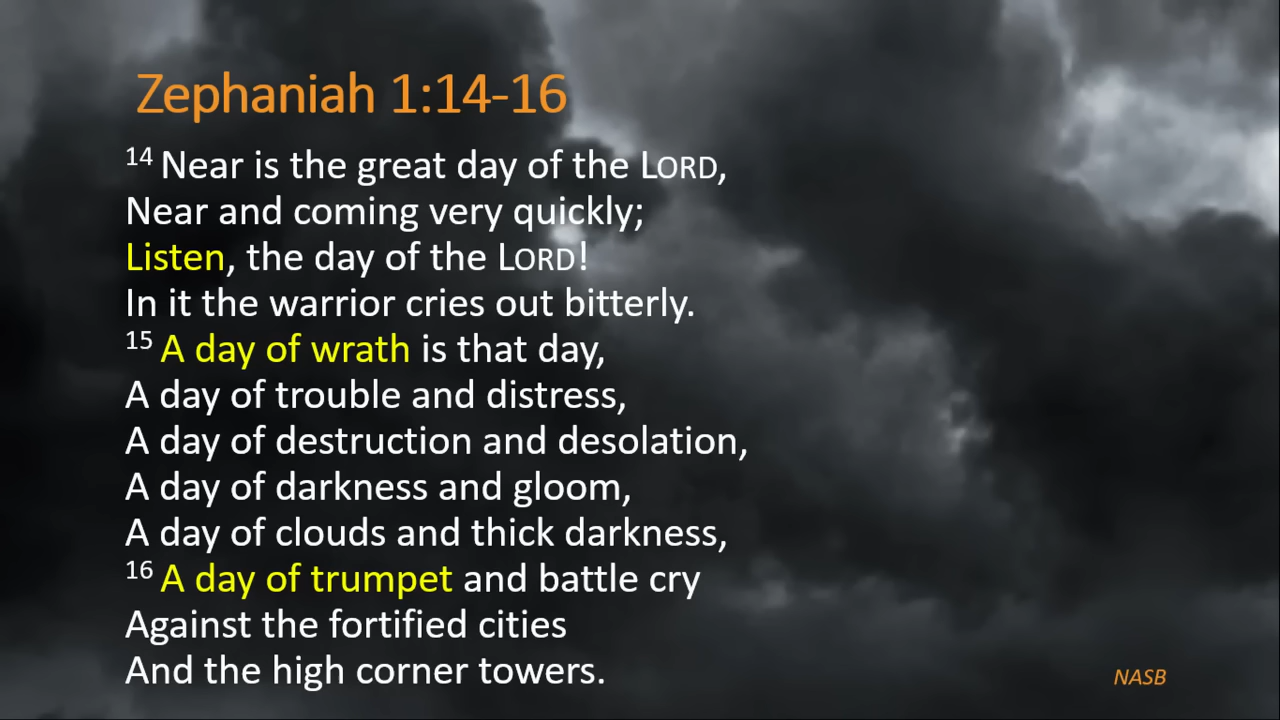 Zephaniah 1:14-16
14 Near is the great day of the LORD,
Near and coming very quickly;
Listen, the day of the LORD!
In it the warrior cries out bitterly.
15 A day of wrath is that day,
A day of trouble and distress,
A day of destruction and desolation,
A day of darkness and gloom,
A day of clouds and thick darkness,
16 A day of trumpet and battle cry
Against the fortified cities
And the high corner towers.
NASB